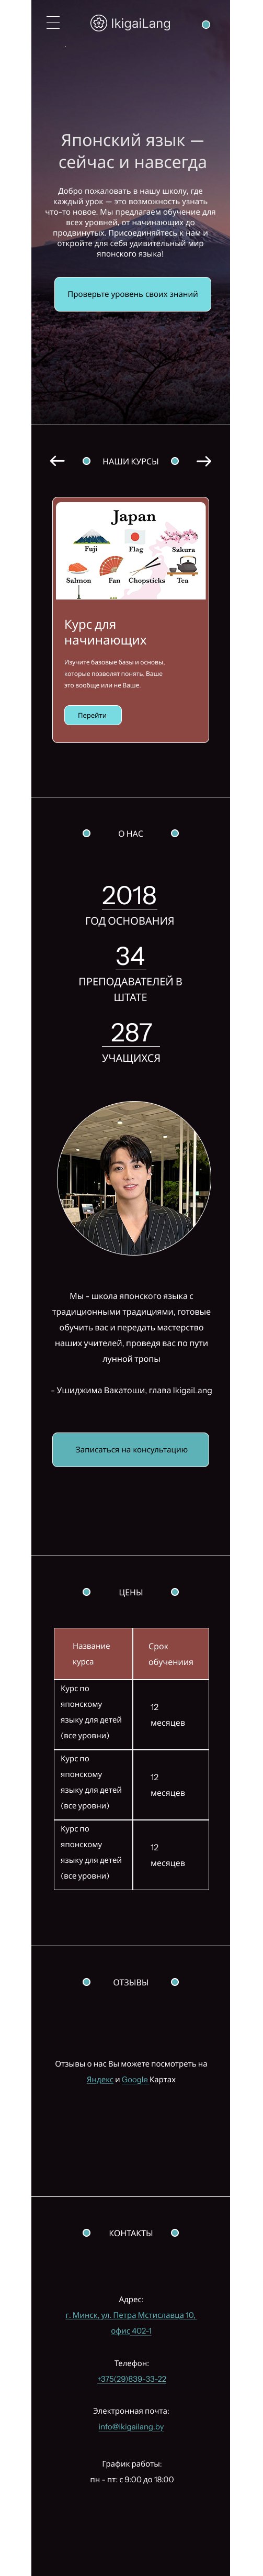 IkigaiLang
Японский язык —
сейчас и навсегда
Добро пожаловать в нашу школу, где
каждый урок — это возможность узнать
что-то новое. Мы предлагаем обучение для
всех уровней, от начинающих до
продвинутых. Присоединяйтесь к нам и
откройте для себя удивительный мир
японского языка!
Проверьте уровень своих знаний
НАШИ КУРСЫ
Japan
Fuji Flag Sakura
Salmon Fan Chopsticks Tea
Курс для
начинающих
Изучите базовые базы и основы,
которые позволят понять, Ваше
это вообще или не Ваше.
Перейти
О НАС
2018
ГОД ОСНОВАНИЯ
34
ПРЕПОДАВАТЕЛЕЙ В
ШТАТЕ
287
УЧАЩИХСЯ
Мы - школа японского языка с
традиционными традициями, готовые
обучить вас и передать мастерство
наших учителей, проведя вас по пути
лунной тропы
- Ушиджима Вакатоши, глава IkigaiLang
Записаться на консультацию
ЦЕНЫ
Название
курса
Срок
обучениия
Курс по
японскому
языку для детей
(все уровни)
12
месяцев
Курс по
японскому
языку для детей
(все уровни)
12
месяцев
Курс по
японскому
языку для детей
(все уровни)
12
месяцев
ОТЗЫВЫ
Отзывы о нас Вы можете посмотреть на
Яндекс и Google Картах
КОНТАКТЫ
Адрес:
г. Минск, ул. Петра Мстиславца 10,
офис 402-1
Телефон:
+375(29)839-33-22
Электронная почта:
info@ikigailang.by
График работы:
пн - пт: с 9:00 до 18:00